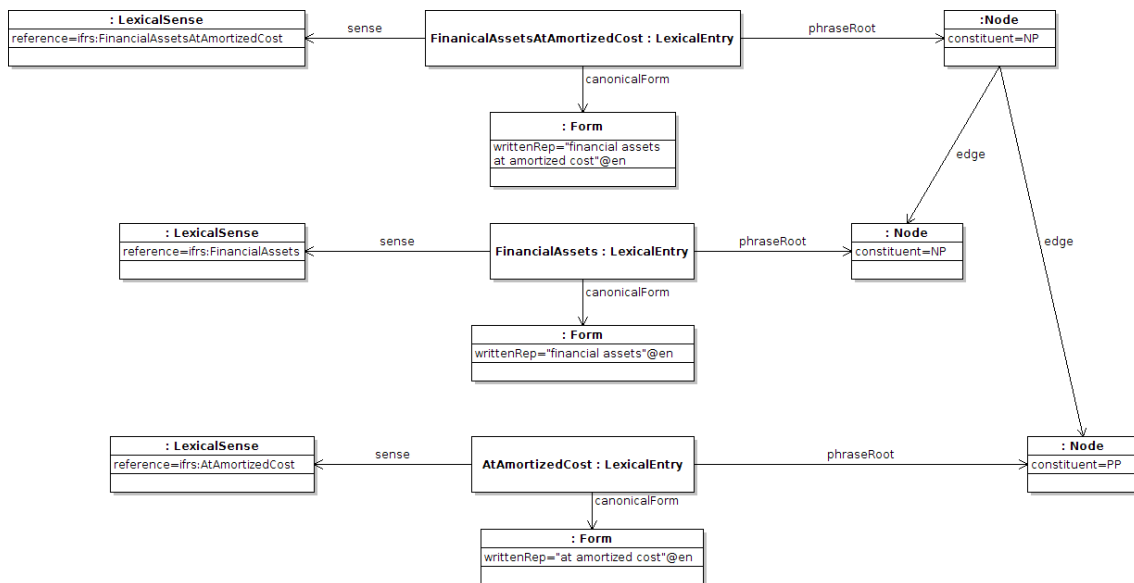 : LexicalSense
reference=ifrs:FinancialAssetsAtAmortizedCost
sense
FinanicalAssetsAtAmortizedCost : LexicalEntry
phraseRoot
:Node
constituent=NP
canonicalForm
: Form
writtenRep="financial assets
at amortized cost"@en
edge
: LexicalSense
reference=ifrs:FinancialAssets
sense
FinancialAssets : LexicalEntry
phraseRoot
: Node
constituent=NP
edge
canonicalForm
: Form
writtenRep="financial assets"@en
: LexicalSense
reference=ifrs:AtAmortizedCost
sense
AtAmortizedCost : LexicalEntry
phraseRoot
: Node
constituent=PP
canonicalForm
: Form
writtenRep="at amortized cost"@en